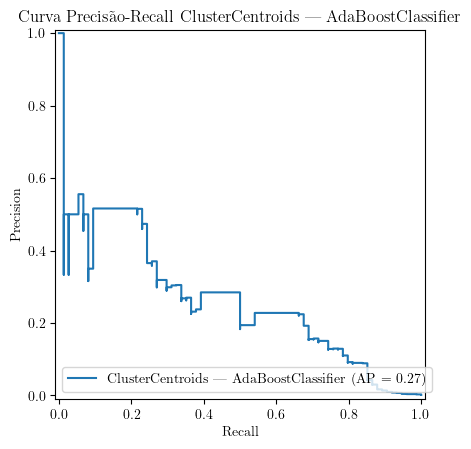 Curva Precisão-Recall ClusterCentroids — AdaBoostClassifier
1.0
0.8
0.6
0.4
0.2
0.0
Precision
ClusterCentroids — AdaBoostClassifier (AP = 0.27)
0.0 0.2 0.4 0.6 0.8 1.0
Recall